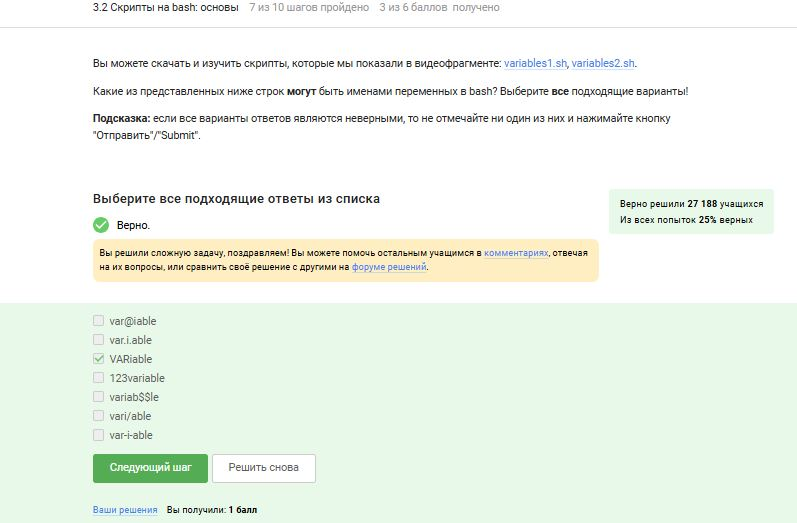 3.2 Скрипты на bash: основы 7 из 10 шагов пройдено 3 из 6 баллов получено
Вы можете скачать и изучить скрипты, которые мы показали в видеофрагменте: variables1.sh, variables2.sh.
Какие из представленных ниже строк могут быть именами переменных в bash? Выберите все подходящие варианты!
Подсказка: если все варианты ответов являются неверными, то не отмечайте ни один из них и нажимайте кнопку
"Отправить"/"Submit".
Выберите все подходящие ответы из списка
Верно решили 27 188 учащихся
Из всех попыток 25% верных
Верно.
Вы решили сложную задачу, поздравляем! Вы можете помочь остальным учащимся в комментариях, отвечая
на их вопросы, или сравнить своё решение с другими на форуме решений.
var@iable
var.i.able
VARiable
123variable
variab$$le
vari/able
var-i-able
Следующий шаг Решить снова
Ваши решения Вы получили: 1 балл